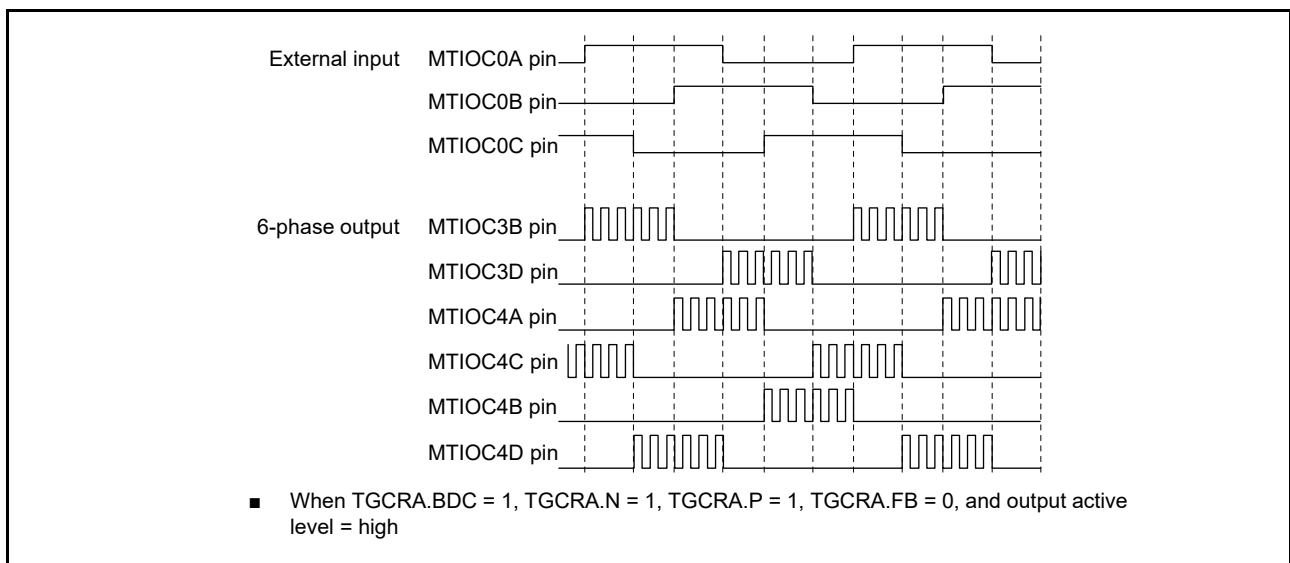 External input MTIOC0A pin
MTIOC0B pin
MTIOC0C pin
6-phase output MTIOC3B pin
MTIOC3D pin
MTIOC4A pin
MTIOC4C pin
MTIOC4B pin
MTIOC4D pin
■ When TGCRA.BDC = 1, TGCRA.N = 1, TGCRA.P = 1, TGCRA.FB = 0, and output active
level = high